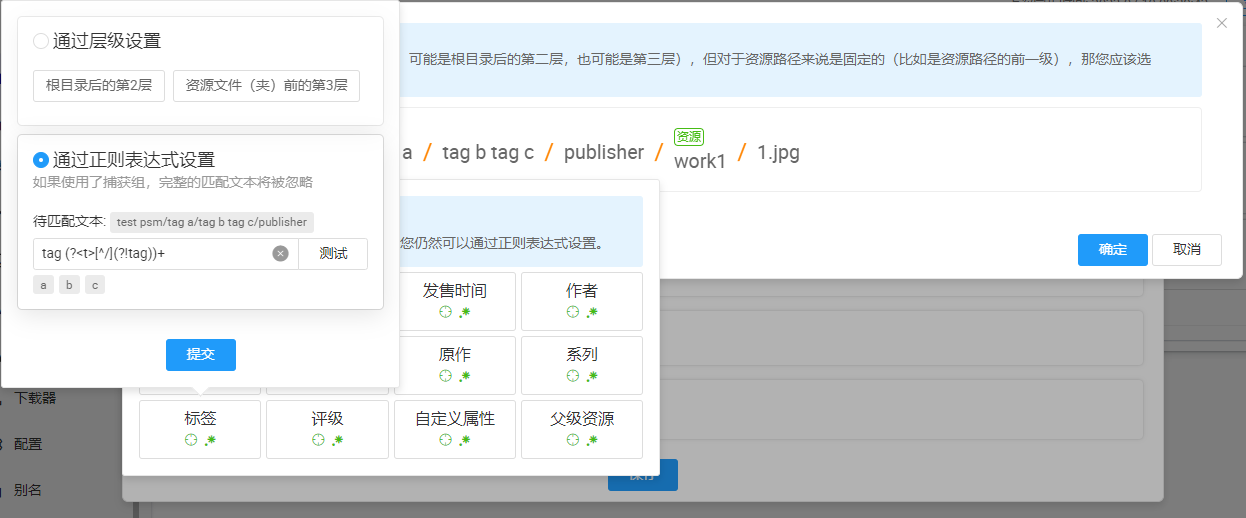 通过层级设置
根目录后的第2层
资源文件（夹）前的第3层
通过正则表达式设置
如果使用了捕获组，完整的匹配文本将被忽略
待匹配文本: test psm/tag a/tag b tag c/publisher
tag (?<t>[^/](?!tag))+
测试
a b c
提交
可能是根目录后的第二层，也可能是第三层），但对于资源路径来说是固定的（比如是资源路径的前一级），那您应该选
资源
a / tag b tag c / publisher / work1 / 1.jpg
确定
取消
您仍然可以通过正则表达式设置。
发售时间
作者
原作
系列
标签
评级
自定义属性
父级资源
下载器
配置
别名